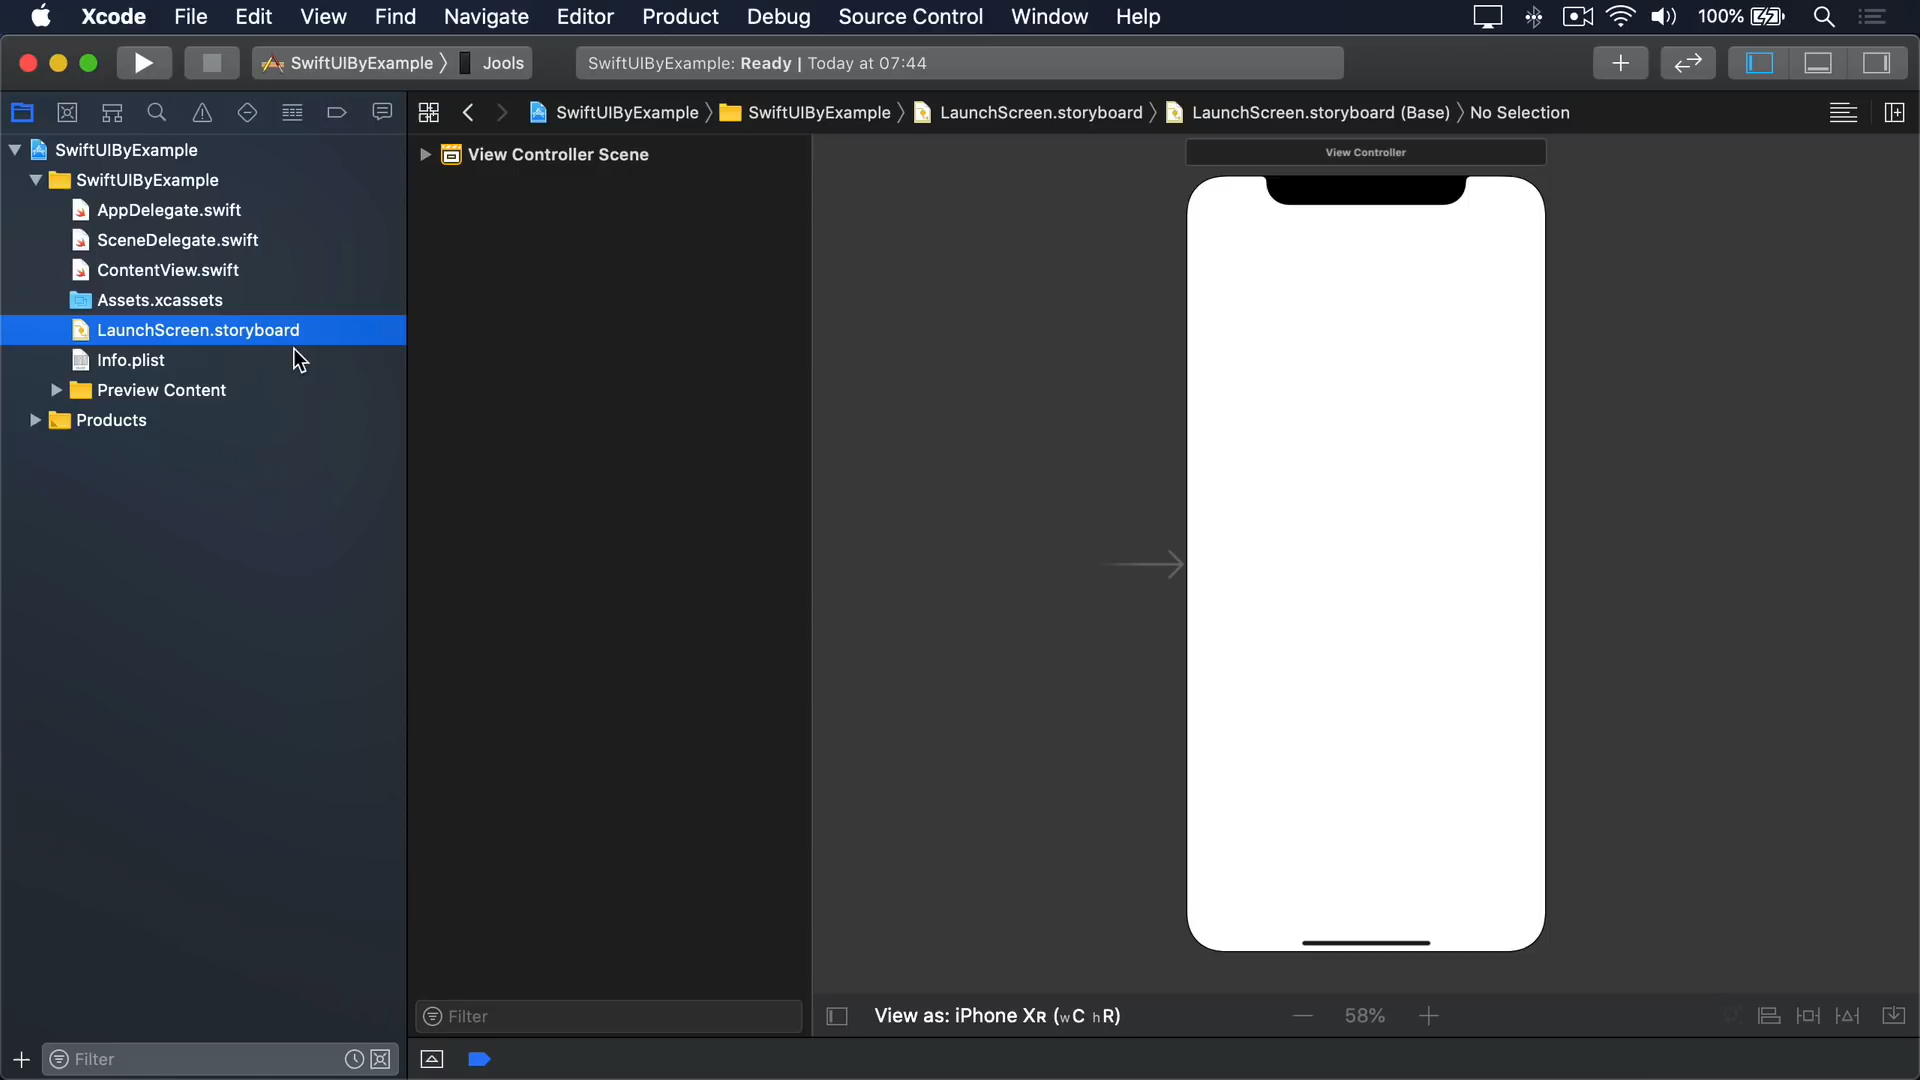 Xcode File Edit View Find Navigate Editor Product Debug Source Control Window Help 100%
SwiftUIByExample Jools SwiftUIByExample: Ready | Today at 07:44
SwiftUIByExample SwiftUIByExample LaunchScreen.storyboard LaunchScreen.storyboard (Base) No Selection
SwiftUIByExample
SwiftUIByExample
AppDelegate.swift
SceneDelegate.swift
ContentView.swift
Assets.xcassets
LaunchScreen.storyboard
Info.plist
Preview Content
Products
Filter
View Controller Scene
Filter
View Controller
View as: iPhone XR (wC hR) 58%